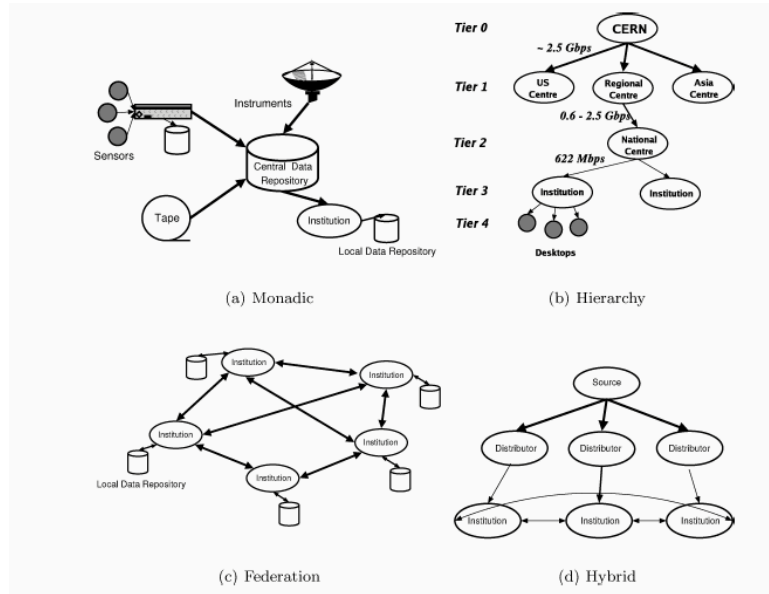 Instruments
Sensors
Central Data
Repository
Tape
Institution
Local Data Repository
(a) Monadic
Tier 0
CERN
~ 2.5 Gbps
Tier 1
US
Centre
Regional
Centre
Asia
Centre
0.6 - 2.5 Gbps
Tier 2
National
Centre
622 Mbps
Tier 3
Institution
Institution
Tier 4
Desktops
(b) Hierarchy
Institution
Institution
Institution
Institution
Institution
Local Data Repository
(c) Federation
Source
Distributor
Distributor
Distributor
Institution
Institution
Institution
(d) Hybrid